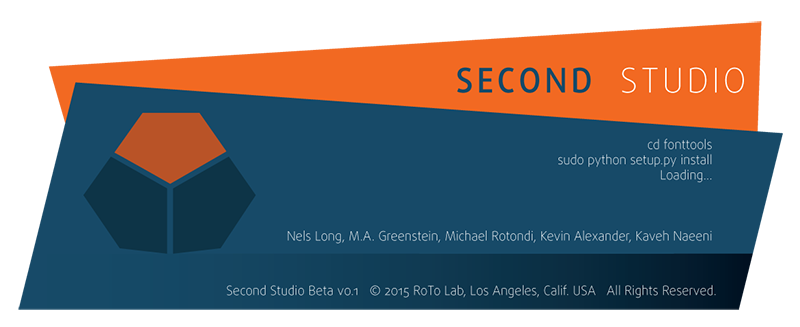 SECOND STUDIO
cd fonttools
sudo python setup.py install
Loading...
Nels Long, M.A. Greenstein, Michael Rotondi, Kevin Alexander, Kaveh Naeeni
Second Studio Beta v0.1 © 2015 RoTo Lab, Los Angeles, Calif. USA All Rights Reserved.